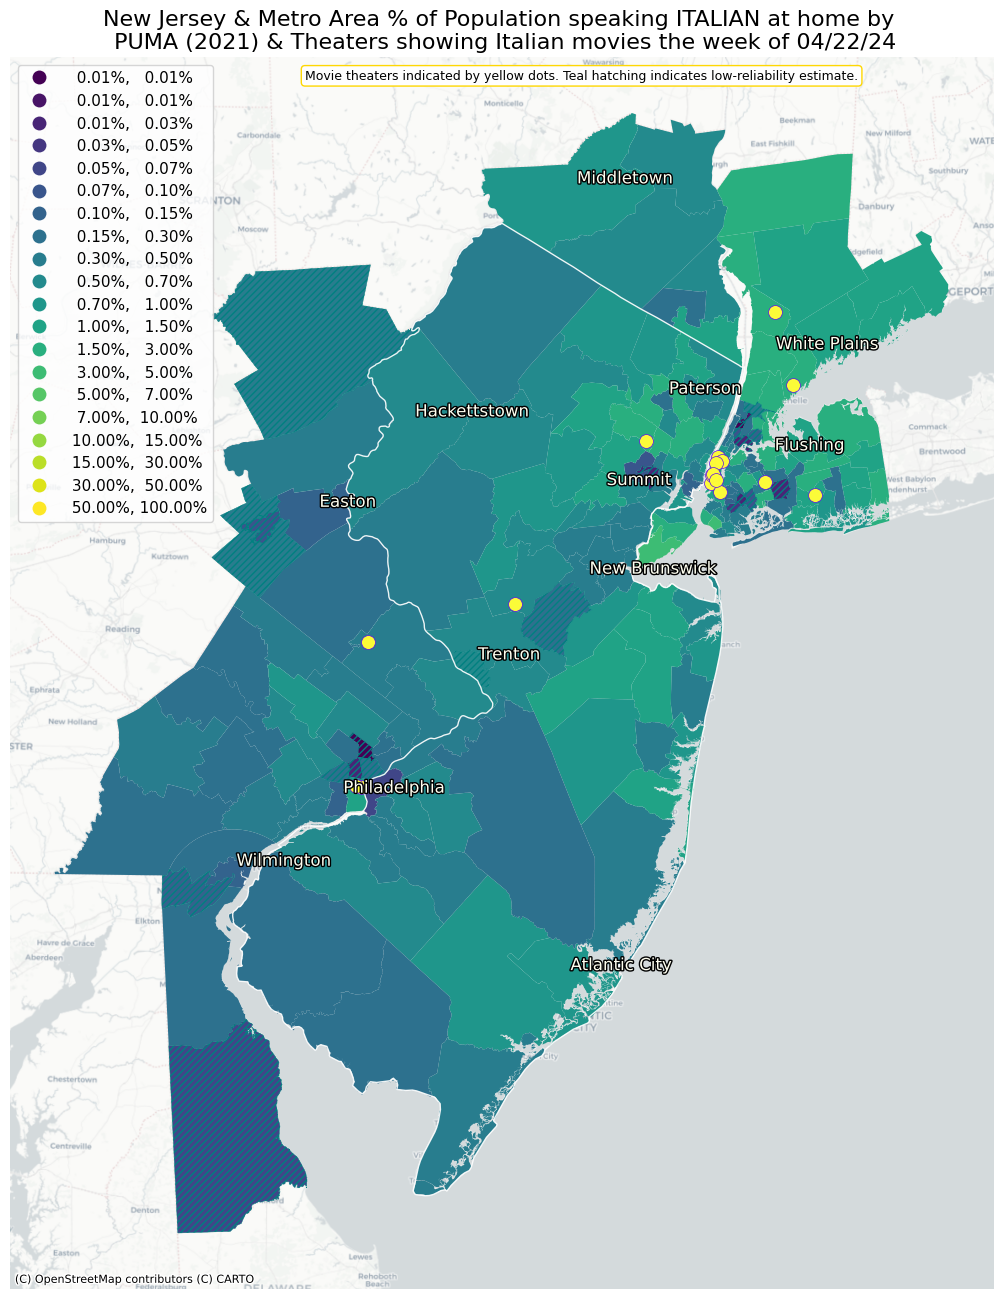 New Jersey & Metro Area % of Population speaking ITALIAN at home by
PUMA (2021) & Theaters showing Italian movies the week of 04/22/24
Movie theaters indicated by yellow dots. Teal hatching indicates low-reliability estimate.
0.01%, 0.01%
0.01%, 0.01%
0.01%, 0.03%
0.03%, 0.05%
0.05%, 0.07%
0.07%, 0.10%
0.10%, 0.15%
0.15%, 0.30%
0.30%, 0.50%
0.50%, 0.70%
0.70%, 1.00%
1.00%, 1.50%
1.50%, 3.00%
3.00%, 5.00%
5.00%, 7.00%
7.00%, 10.00%
10.00%, 15.00%
15.00%, 30.00%
30.00%, 50.00%
50.00%, 100.00%
Wawarsing
Monticello
Beekman
East Fishkill
New Milford
WATE
Carbondale
Middletown
Southbury
SCRANTON
Danbury
Moscow
Ridgefield
GEPORT
White Plains
Paterson
Hackettstown
Commack
Flushing
Brentwood
Summit
West Babylon
Lindenhurst
Easton
Hamburg
Kutztown
New Brunswick
Reading
Trenton
Ephrata
New Holland
STER
Philadelphia
Wilmington
Elkton
Havre de Grace
Aberdeen
Atlantic City
NTIC
CITY
City
Chestertown
Centreville
Denton
Easton
Lewes
Rehoboth
Beach
Federalsburg
DELAWARE
(C) OpenStreetMap contributors (C) CARTO